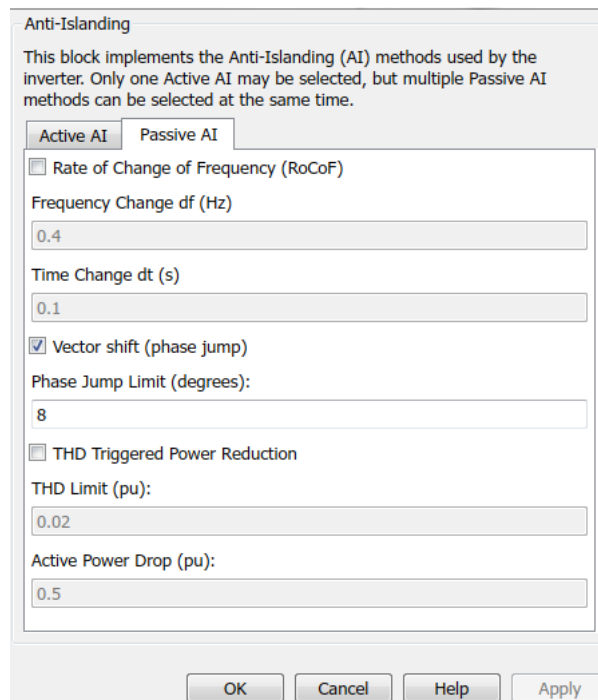 Anti-Islanding
This block implements the Anti-Islanding (AI) methods used by the
inverter. Only one Active AI may be selected, but multiple Passive AI
methods can be selected at the same time.
Active AI Passive AI
Rate of Change of Frequency (RoCoF)
Frequency Change df (Hz)
0.4
Time Change dt (s)
0.1
Vector shift (phase jump)
Phase Jump Limit (degrees):
8
THD Triggered Power Reduction
THD Limit (pu):
0.02
Active Power Drop (pu):
0.5
OK Cancel Help Apply